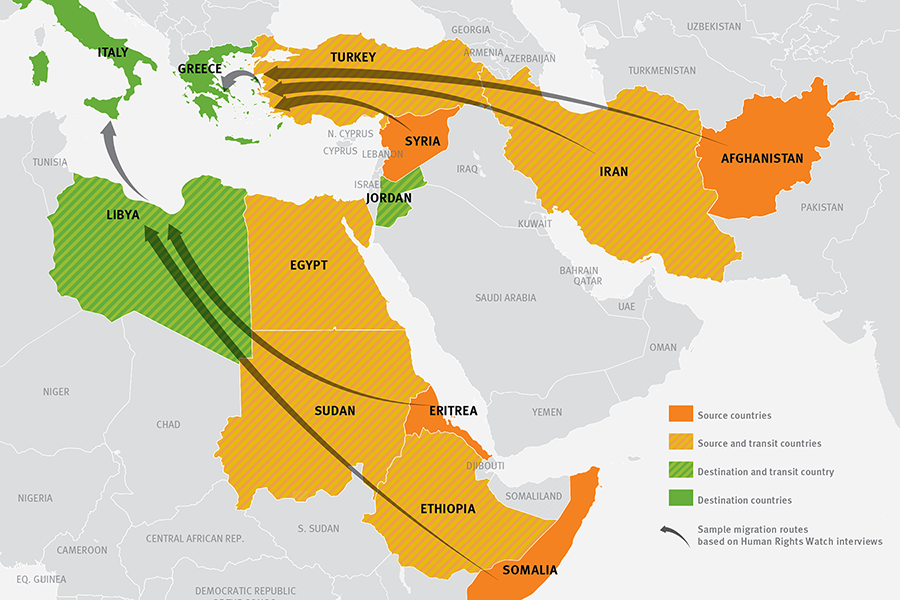 GEORGIA
UZBEKISTAN
ITALY
ARMENIA
AZERBAIJAN
TURKEY
GREECE
TURKMENISTAN
N. CYPRUS
CYPRUS
LEBANON
SYRIA
TUNISIA
IRAQ
IRAN
AFGHANISTAN
ISRAEL
JORDAN
PAKISTAN
LIBYA
KUWAIT
EGYPT
BAHRAIN
QATAR
SAUDI ARABIA
UAE
OMAN
NIGER
CHAD
SUDAN
ERITREA
YEMEN
DJIBOUTI
NIGERIA
SOMALILAND
ETHIOPIA
S. SUDAN
CENTRAL AFRICAN REP.
CAMEROON
SOMALIA
EQ. GUINEA
DEMOCRATIC REPUBLIC
OF THE CONGO
Source countries
Source and transit countries
Destination and transit country
Destination countries
Sample migration routes
based on Human Rights Watch interviews